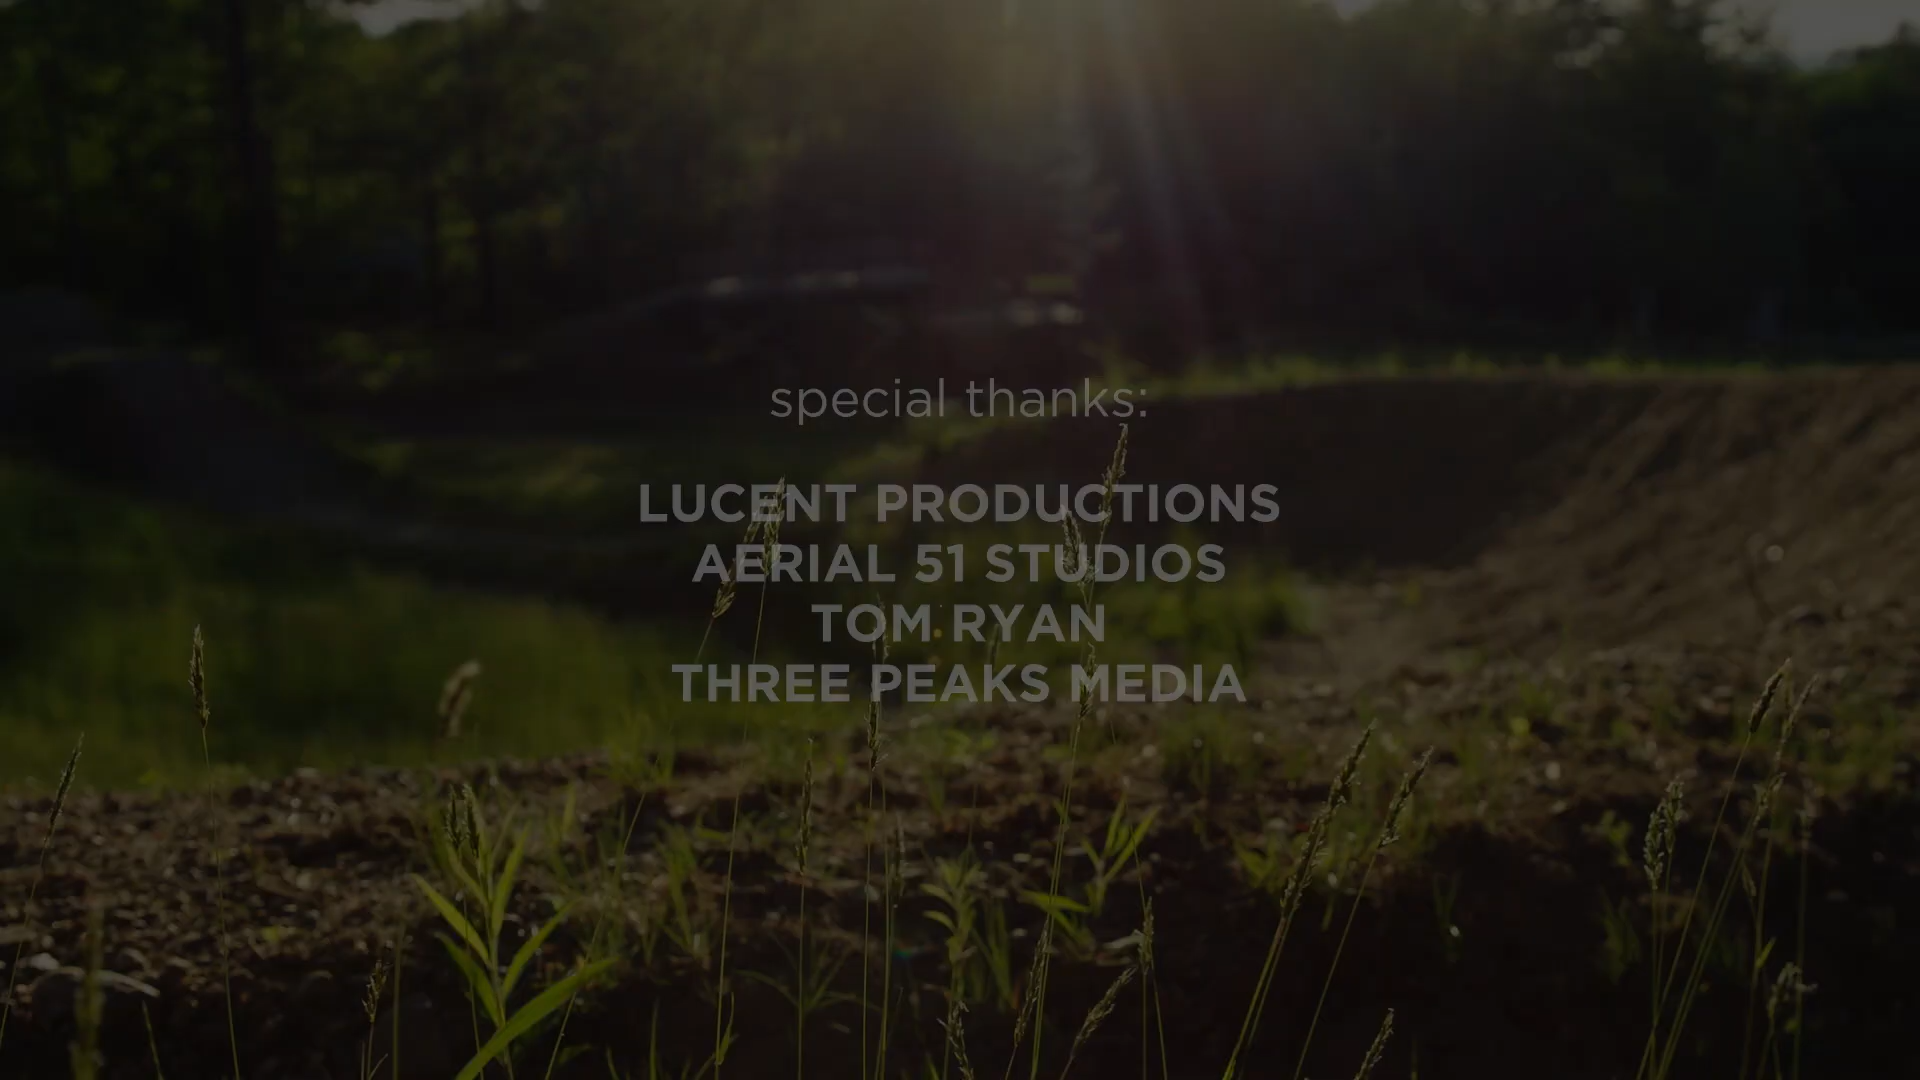 special thanks:
LUCENT PRODUCTIONS
AERIAL 51 STUDIOS
TOM RYAN
THREE PEAKS MEDIA